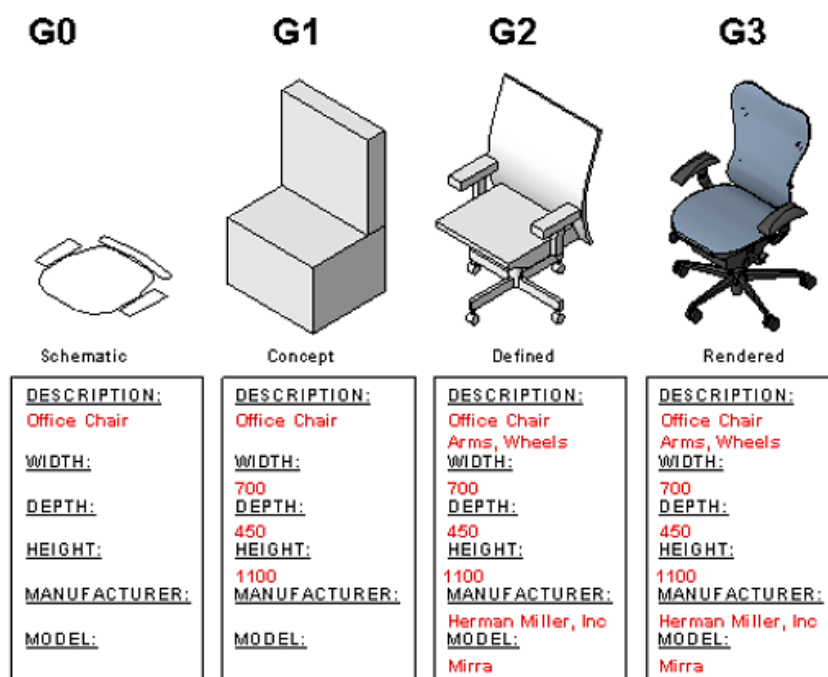 G0
G1
G2
G3
Schematic
Concept
Defined
Rendered
DESCRIPTION:
Office Chair
WIDTH:
DEPTH:
HEIGHT:
MANUFACTURER:
MODEL:
DESCRIPTION:
Office Chair
WIDTH:
700
DEPTH:
450
HEIGHT:
1100
MANUFACTURER:
MODEL:
DESCRIPTION:
Office Chair
Arms, Wheels
WIDTH:
700
DEPTH:
450
HEIGHT:
1100
MANUFACTURER:
Herman Miller, Inc
MODEL:
Mirra
DESCRIPTION:
Office Chair
Arms, Wheels
WIDTH:
700
DEPTH:
450
HEIGHT:
1100
MANUFACTURER:
Herman Miller, Inc
MODEL:
Mirra